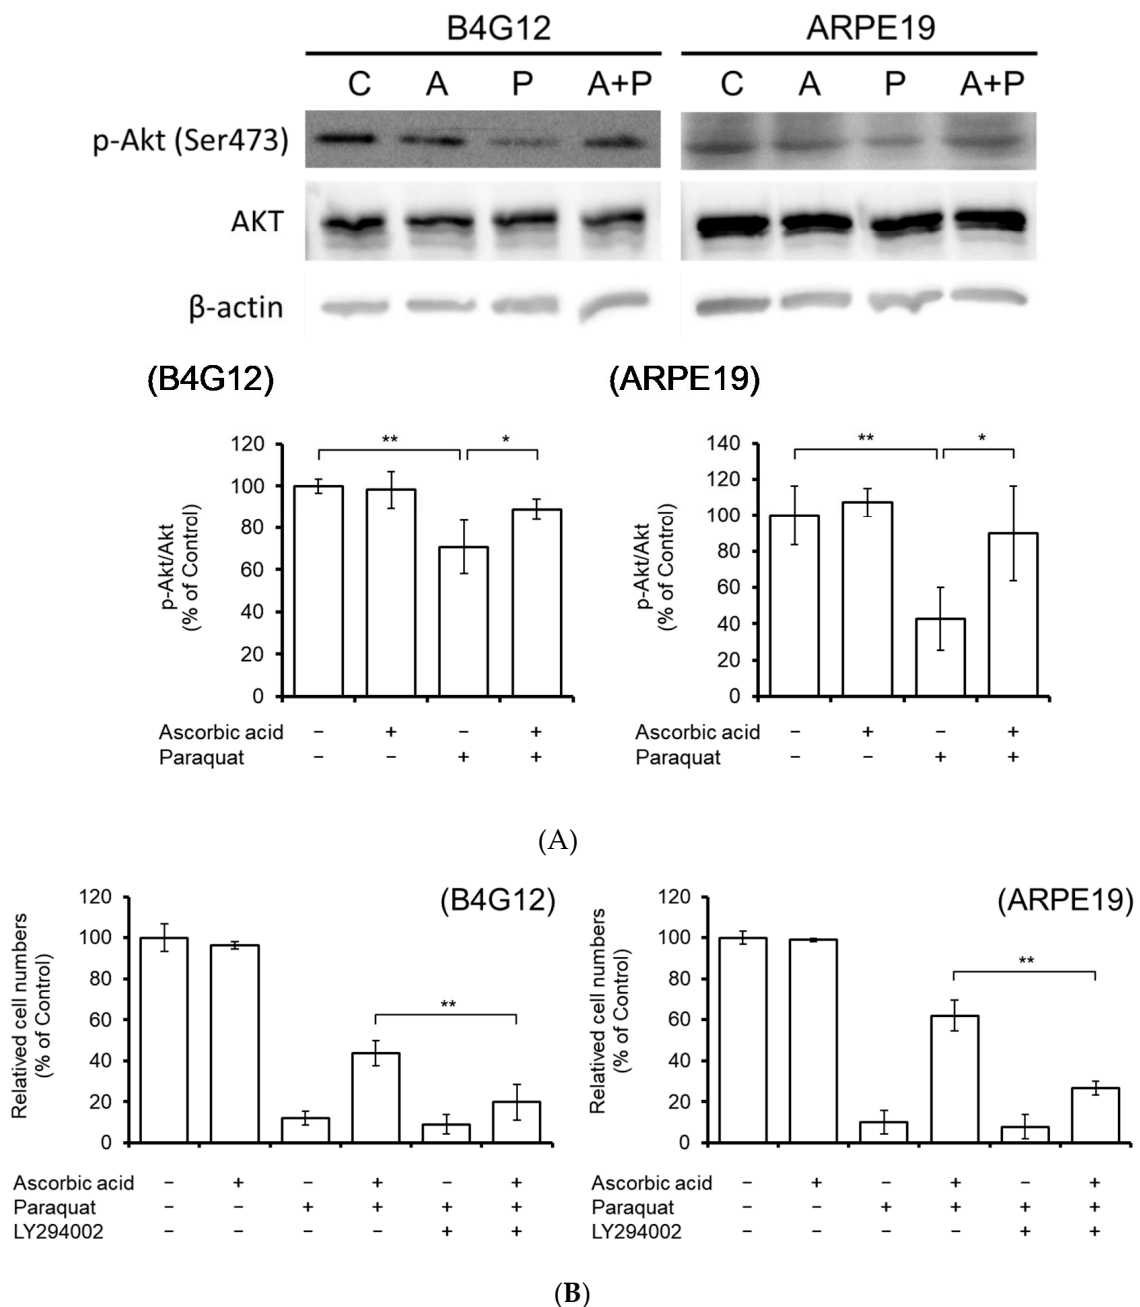 B4G12 ARPE19
C A P A+P C A P A+P
p-Akt (Ser473)
AKT
β-actin
(B4G12) (ARPE19)
120
100
80
60
40
20
0
p-Akt/Akt
(% of Control)
** *
Ascorbic acid − + − +
Paraquat − − + +
140
120
100
80
60
40
20
0
p-Akt/Akt
(% of Control)
** *
Ascorbic acid − + − +
Paraquat − − + +
(A)
(B4G12)
120
100
80
60
40
20
0
Relatived cell numbers
(% of Control)
**
Ascorbic acid − + − + − +
Paraquat − − + + + +
LY294002 − − − − + +
(ARPE19)
120
100
80
60
40
20
0
Relatived cell numbers
(% of Control)
**
Ascorbic acid − + − + − +
Paraquat − − + + + +
LY294002 − − − − + +
(B)